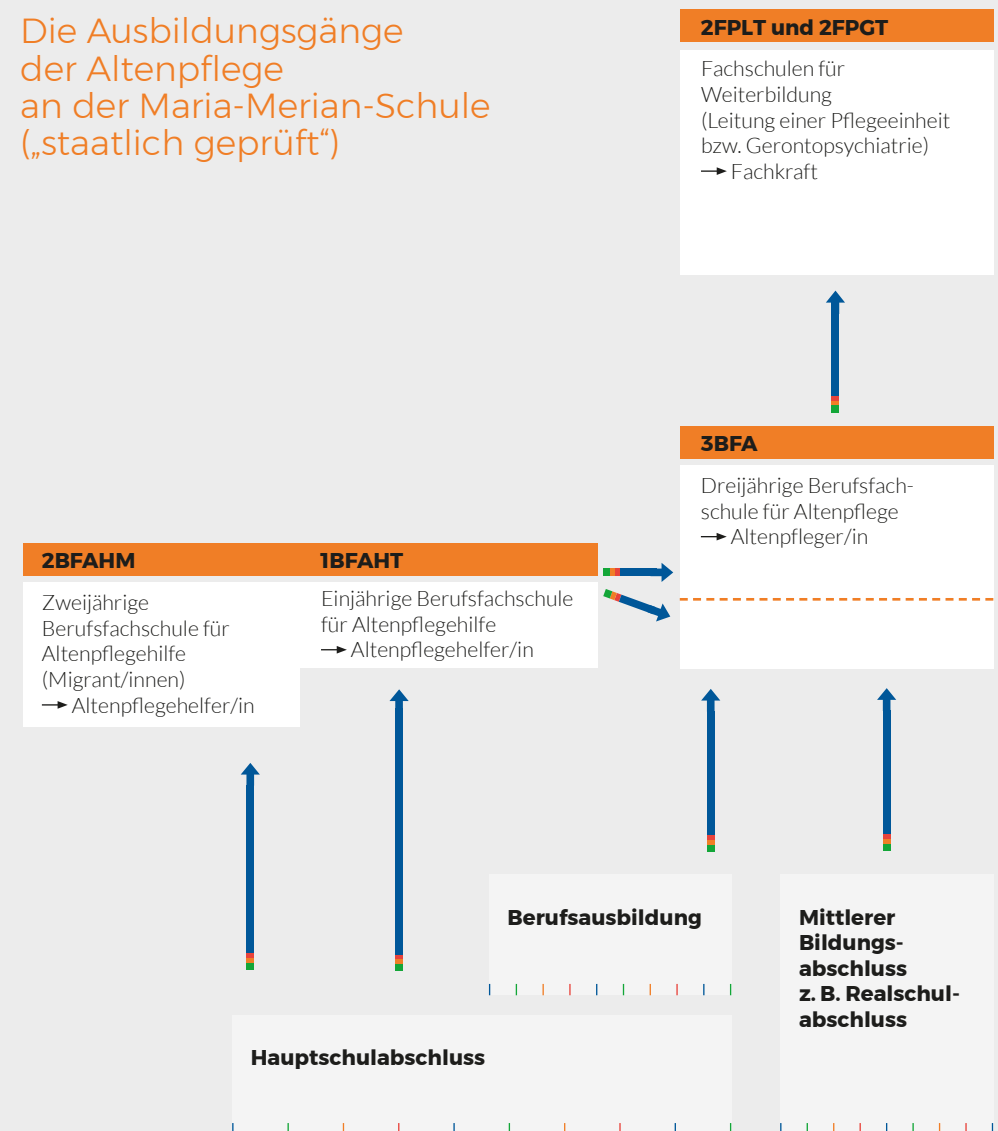 Die Ausbildungsgänge
der Altenpflege
an der Maria-Merian-Schule
(„staatlich geprüft“)
2FPLT und 2FPGT
Fachschulen für
Weiterbildung
(Leitung einer Pflegeeinheit
bzw. Gerontopsychiatrie)
→ Fachkraft
3BFA
Dreijährige Berufsfach-
schule für Altenpflege
→ Altenpfleger/in
2BFAHM
Zweijährige
Berufsfachschule für
Altenpflegehilfe
(Migrant/innen)
→ Altenpflegehelfer/in
1BFAHT
Einjährige Berufsfachschule
für Altenpflegehilfe
→ Altenpflegehelfer/in
Berufsausbildung
Mittlerer
Bildungs-
abschluss
z. B. Realschul-
abschluss
Hauptschulabschluss